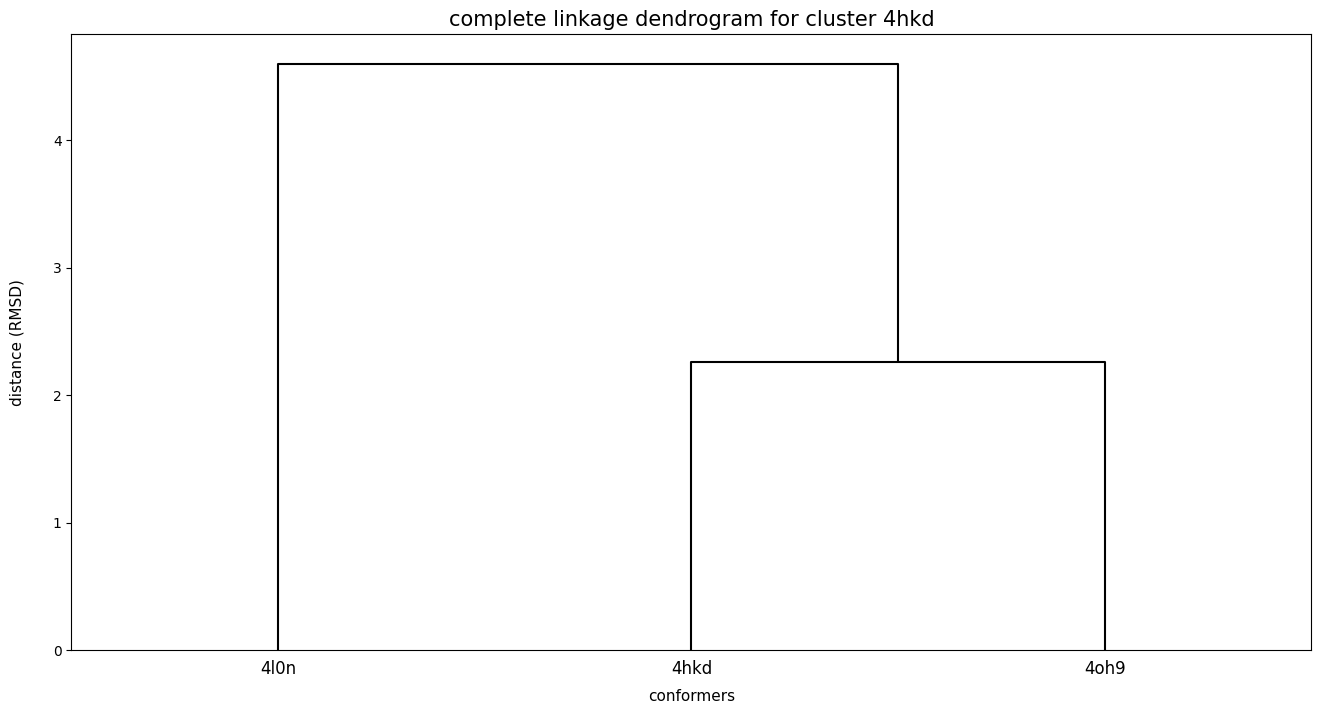 complete linkage dendrogram for cluster 4hkd
4
3
2
1
0
distance (RMSD)
4l0n
4hkd
4oh9
conformers